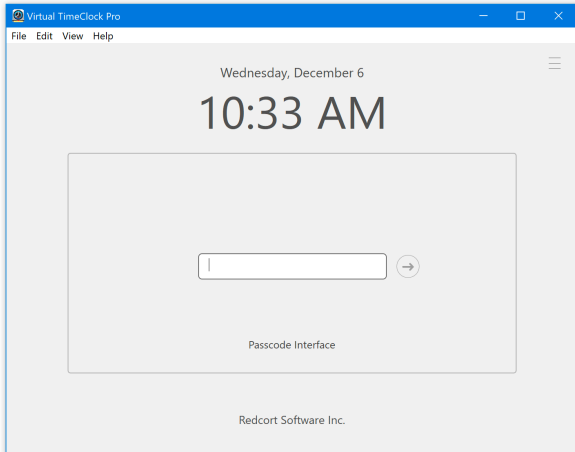 Virtual TimeClock Pro
File Edit View Help
Wednesday, December 6
10:33 AM
Passcode Interface
Redcort Software Inc.